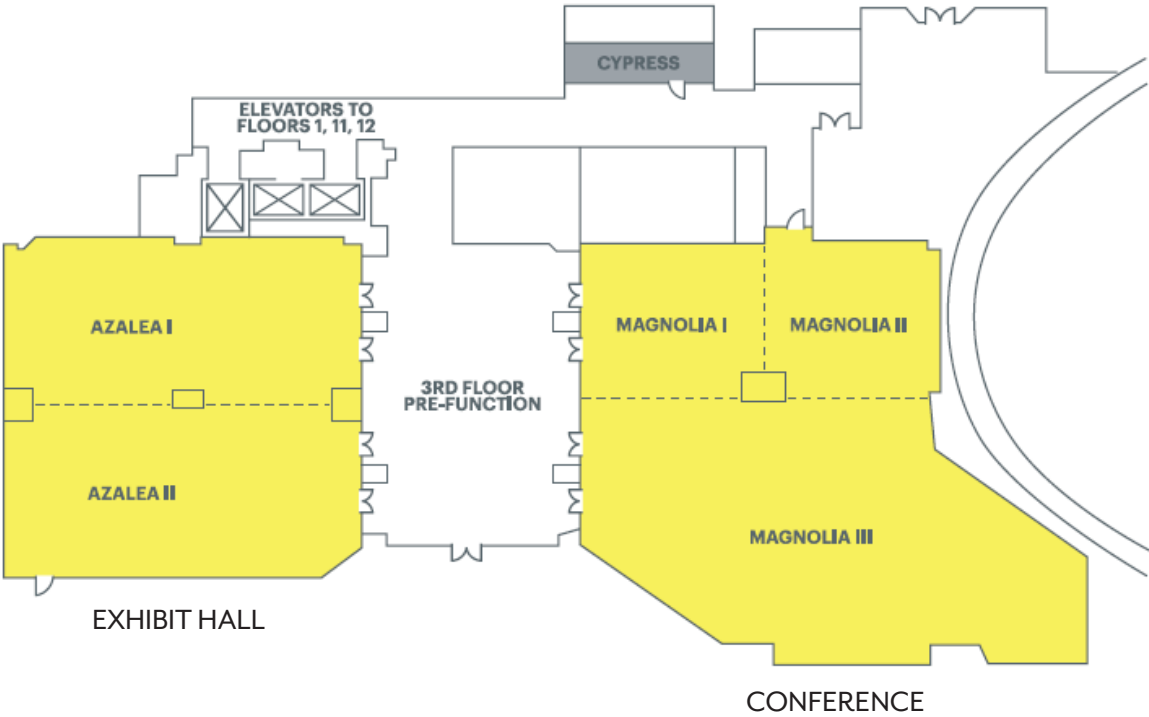 CYPRESS
ELEVATORS TO
FLOORS 1, 11, 12
AZALEA I
MAGNOLIA I
MAGNOLIA II
3RD FLOOR
PRE-FUNCTION
AZALEA II
MAGNOLIA III
EXHIBIT HALL
CONFERENCE